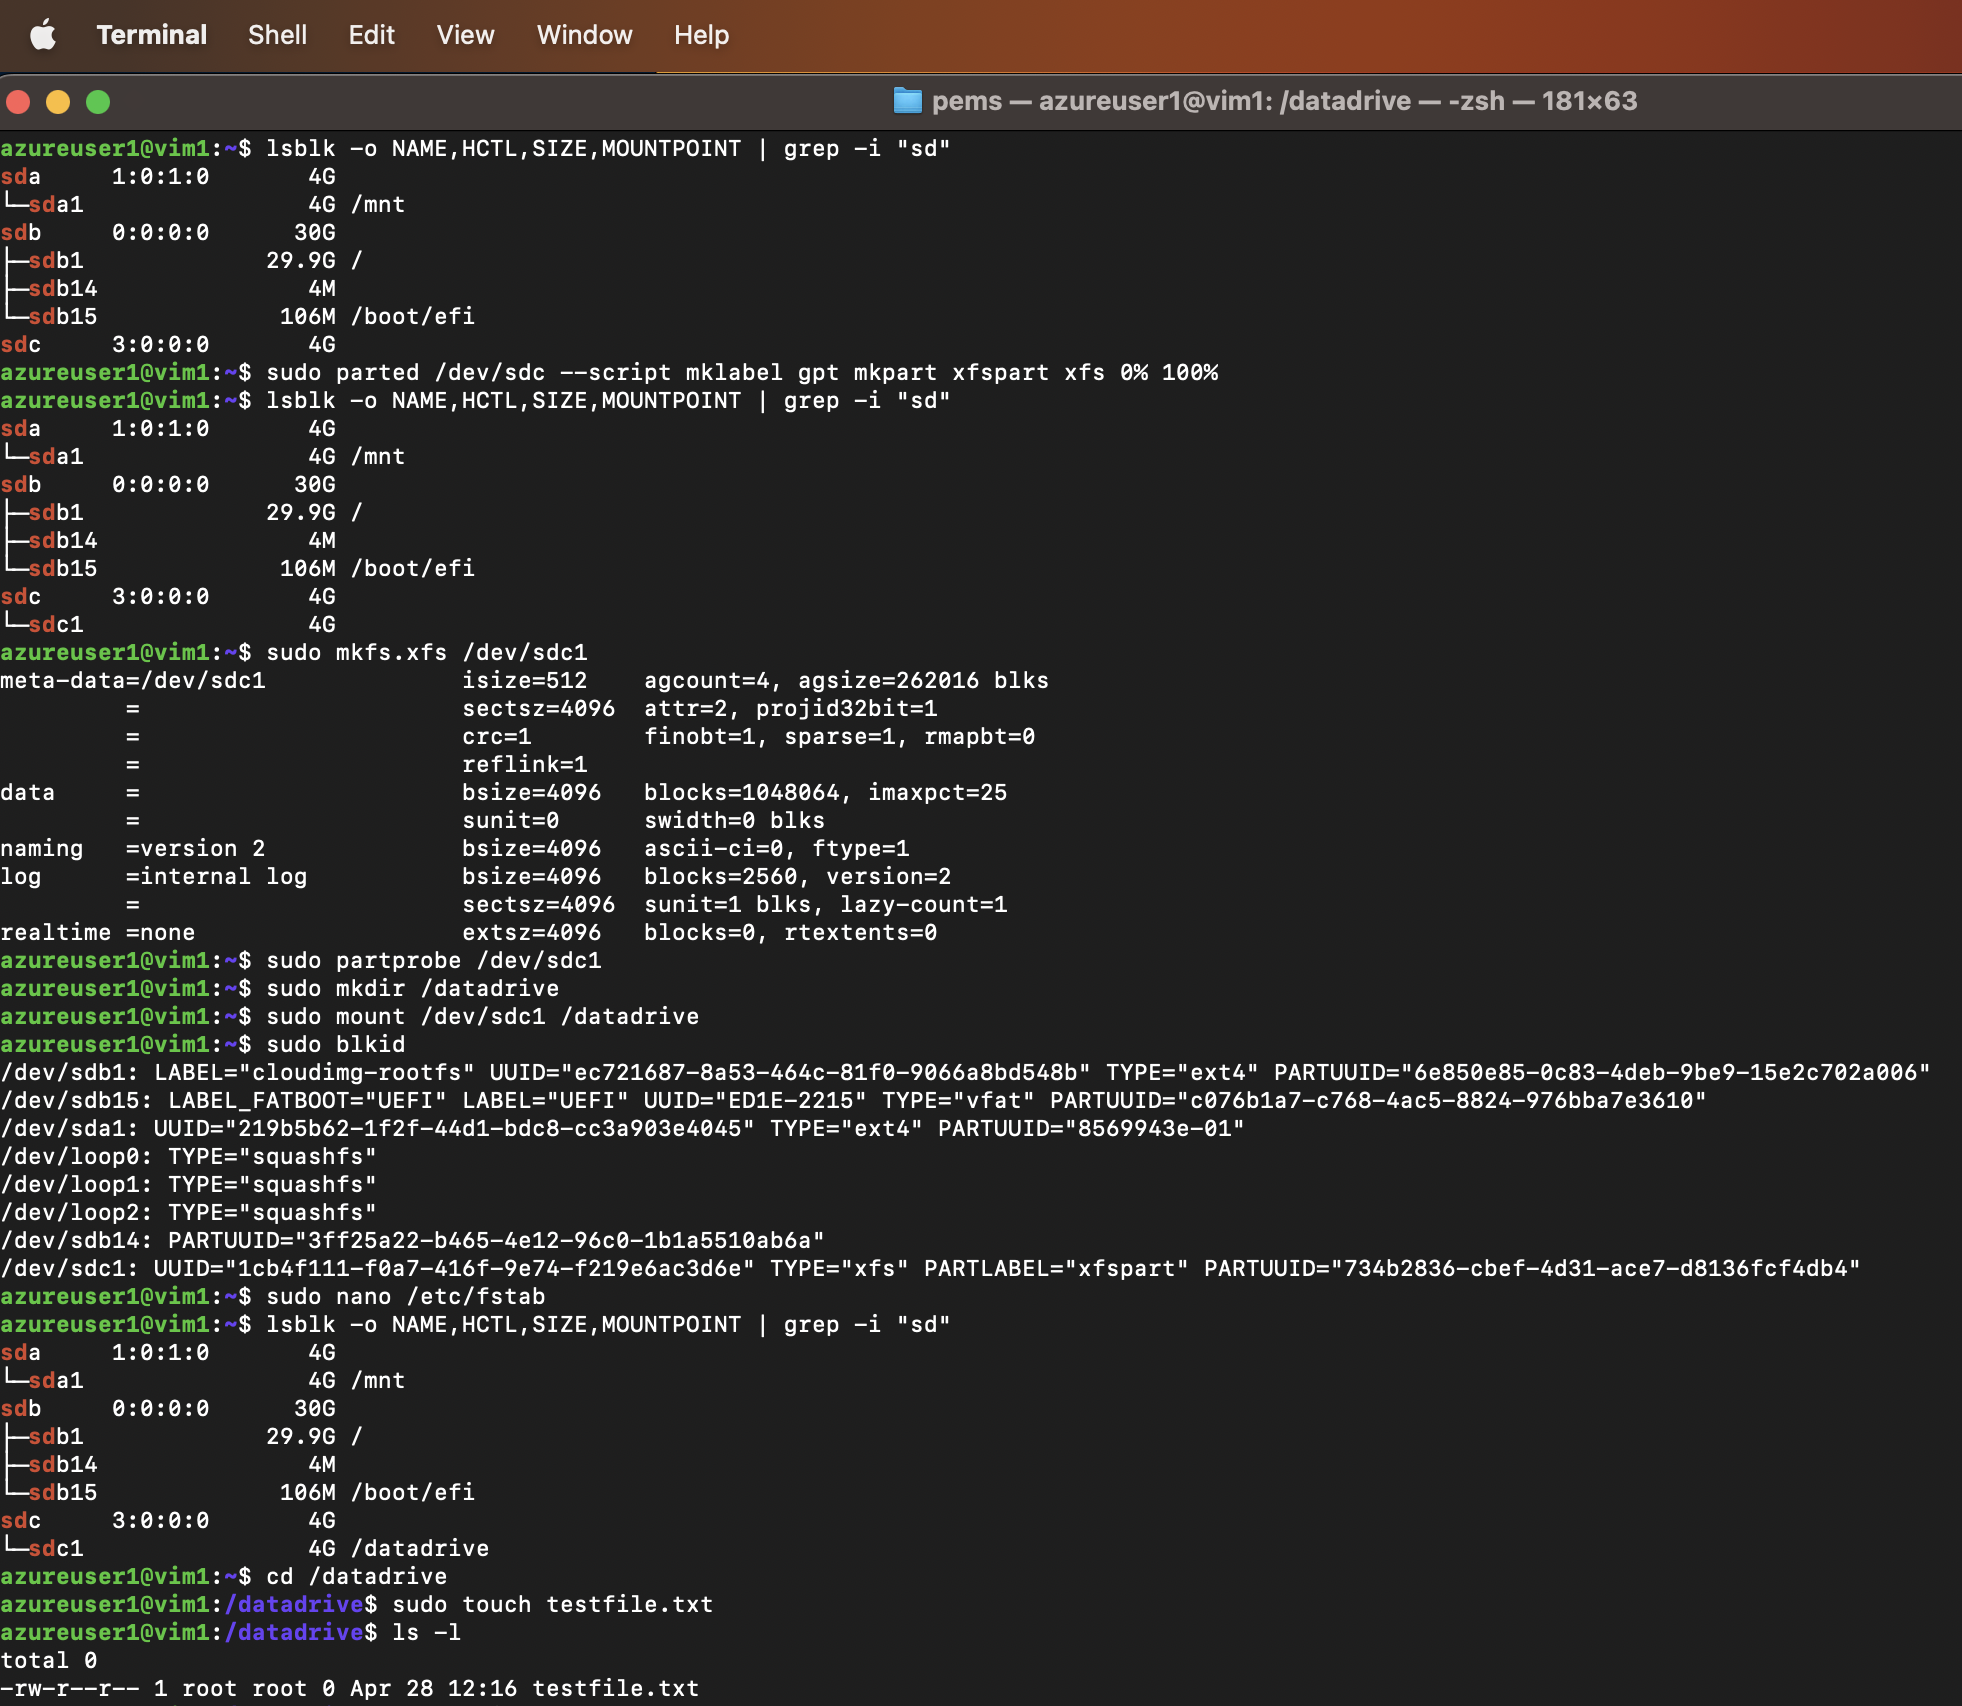 Terminal Shell Edit View Window Help
pems — azureuser1@vim1: /datadrive — -zsh — 181×63
azureuser1@vim1:~$ lsblk -o NAME,HCTL,SIZE,MOUNTPOINT | grep -i "sd"
sda     1:0:1:0       4G
└─sda1                4G /mnt
sdb     0:0:0:0      30G
├─sdb1             29.9G /
├─sdb14               4M
└─sdb15             106M /boot/efi
sdc     3:0:0:0       4G
azureuser1@vim1:~$ sudo parted /dev/sdc --script mklabel gpt mkpart xfspart xfs 0% 100%
azureuser1@vim1:~$ lsblk -o NAME,HCTL,SIZE,MOUNTPOINT | grep -i "sd"
sda     1:0:1:0       4G
└─sda1                4G /mnt
sdb     0:0:0:0      30G
├─sdb1             29.9G /
├─sdb14               4M
└─sdb15             106M /boot/efi
sdc     3:0:0:0       4G
└─sdc1                4G
azureuser1@vim1:~$ sudo mkfs.xfs /dev/sdc1
meta-data=/dev/sdc1              isize=512    agcount=4, agsize=262016 blks
         =                       sectsz=4096  attr=2, projid32bit=1
         =                       crc=1        finobt=1, sparse=1, rmapbt=0
         =                       reflink=1
data     =                       bsize=4096   blocks=1048064, imaxpct=25
         =                       sunit=0      swidth=0 blks
naming   =version 2              bsize=4096   ascii-ci=0, ftype=1
log      =internal log           bsize=4096   blocks=2560, version=2
         =                       sectsz=4096  sunit=1 blks, lazy-count=1
realtime =none                   extsz=4096   blocks=0, rtextents=0
azureuser1@vim1:~$ sudo partprobe /dev/sdc1
azureuser1@vim1:~$ sudo mkdir /datadrive
azureuser1@vim1:~$ sudo mount /dev/sdc1 /datadrive
azureuser1@vim1:~$ sudo blkid
/dev/sdb1: LABEL="cloudimg-rootfs" UUID="ec721687-8a53-464c-81f0-9066a8bd548b" TYPE="ext4" PARTUUID="6e850e85-0c83-4deb-9be9-15e2c702a006"
/dev/sdb15: LABEL_FATBOOT="UEFI" LABEL="UEFI" UUID="ED1E-2215" TYPE="vfat" PARTUUID="c076b1a7-c768-4ac5-8824-976bba7e3610"
/dev/sda1: UUID="219b5b62-1f2f-44d1-bdc8-cc3a903e4045" TYPE="ext4" PARTUUID="8569943e-01"
/dev/loop0: TYPE="squashfs"
/dev/loop1: TYPE="squashfs"
/dev/loop2: TYPE="squashfs"
/dev/sdb14: PARTUUID="3ff25a22-b465-4e12-96c0-1b1a5510ab6a"
/dev/sdc1: UUID="1cb4f111-f0a7-416f-9e74-f219e6ac3d6e" TYPE="xfs" PARTLABEL="xfspart" PARTUUID="734b2836-cbef-4d31-ace7-d8136fcf4db4"
azureuser1@vim1:~$ sudo nano /etc/fstab
azureuser1@vim1:~$ lsblk -o NAME,HCTL,SIZE,MOUNTPOINT | grep -i "sd"
sda     1:0:1:0       4G
└─sda1                4G /mnt
sdb     0:0:0:0      30G
├─sdb1             29.9G /
├─sdb14               4M
└─sdb15             106M /boot/efi
sdc     3:0:0:0       4G
└─sdc1                4G /datadrive
azureuser1@vim1:~$ cd /datadrive
azureuser1@vim1:/datadrive$ sudo touch testfile.txt
azureuser1@vim1:/datadrive$ ls -l
total 0
-rw-r--r-- 1 root root 0 Apr 28 12:16 testfile.txt